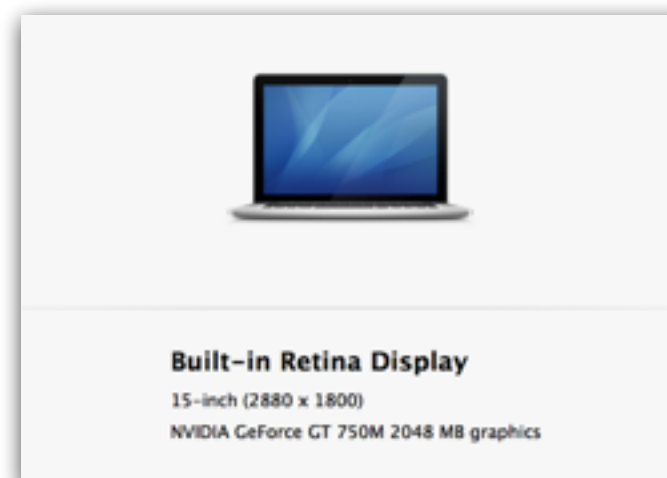 Built-in Retina Display
15-inch (2880 x 1800)
NVIDIA GeForce GT 750M 2048 MB graphics